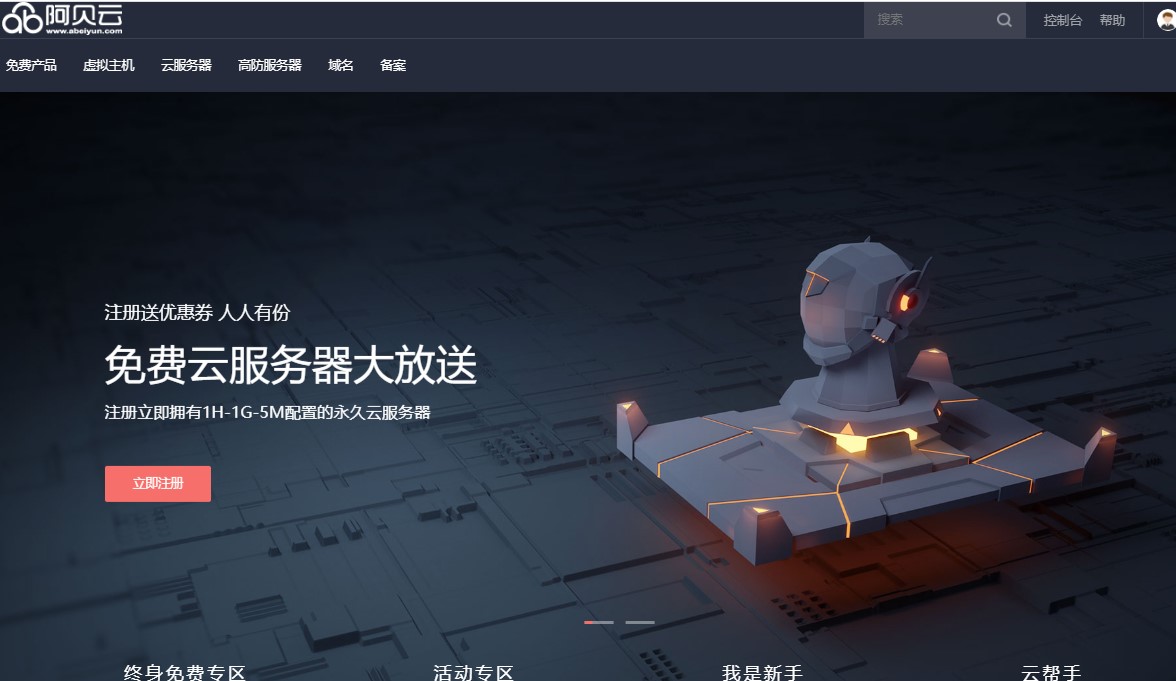 阿贝云
www.abeiyun.com
搜索
控制台 帮助
免费产品 虚拟主机 云服务器 高防服务器 域名 备案
注册送优惠券 人人有份
免费云服务器大放送
注册立即拥有1H-1G-5M配置的永久云服务器
立即注册
终身免费专区 活动专区 我是新手 云帮手